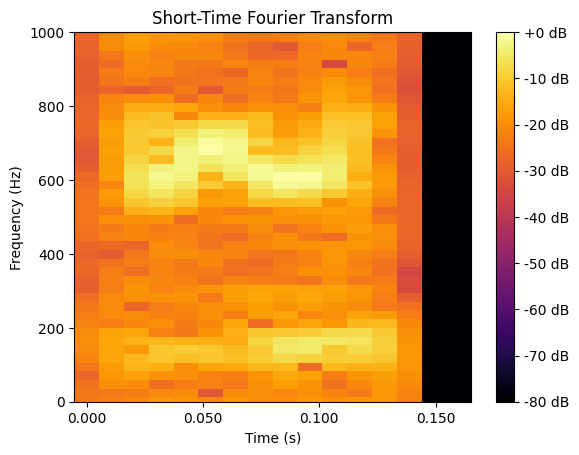 Short-Time Fourier Transform
Frequency (Hz)
1000
800
600
400
200
0
0.000
0.050
0.100
0.150
Time (s)
+0 dB
-10 dB
-20 dB
-30 dB
-40 dB
-50 dB
-60 dB
-70 dB
-80 dB